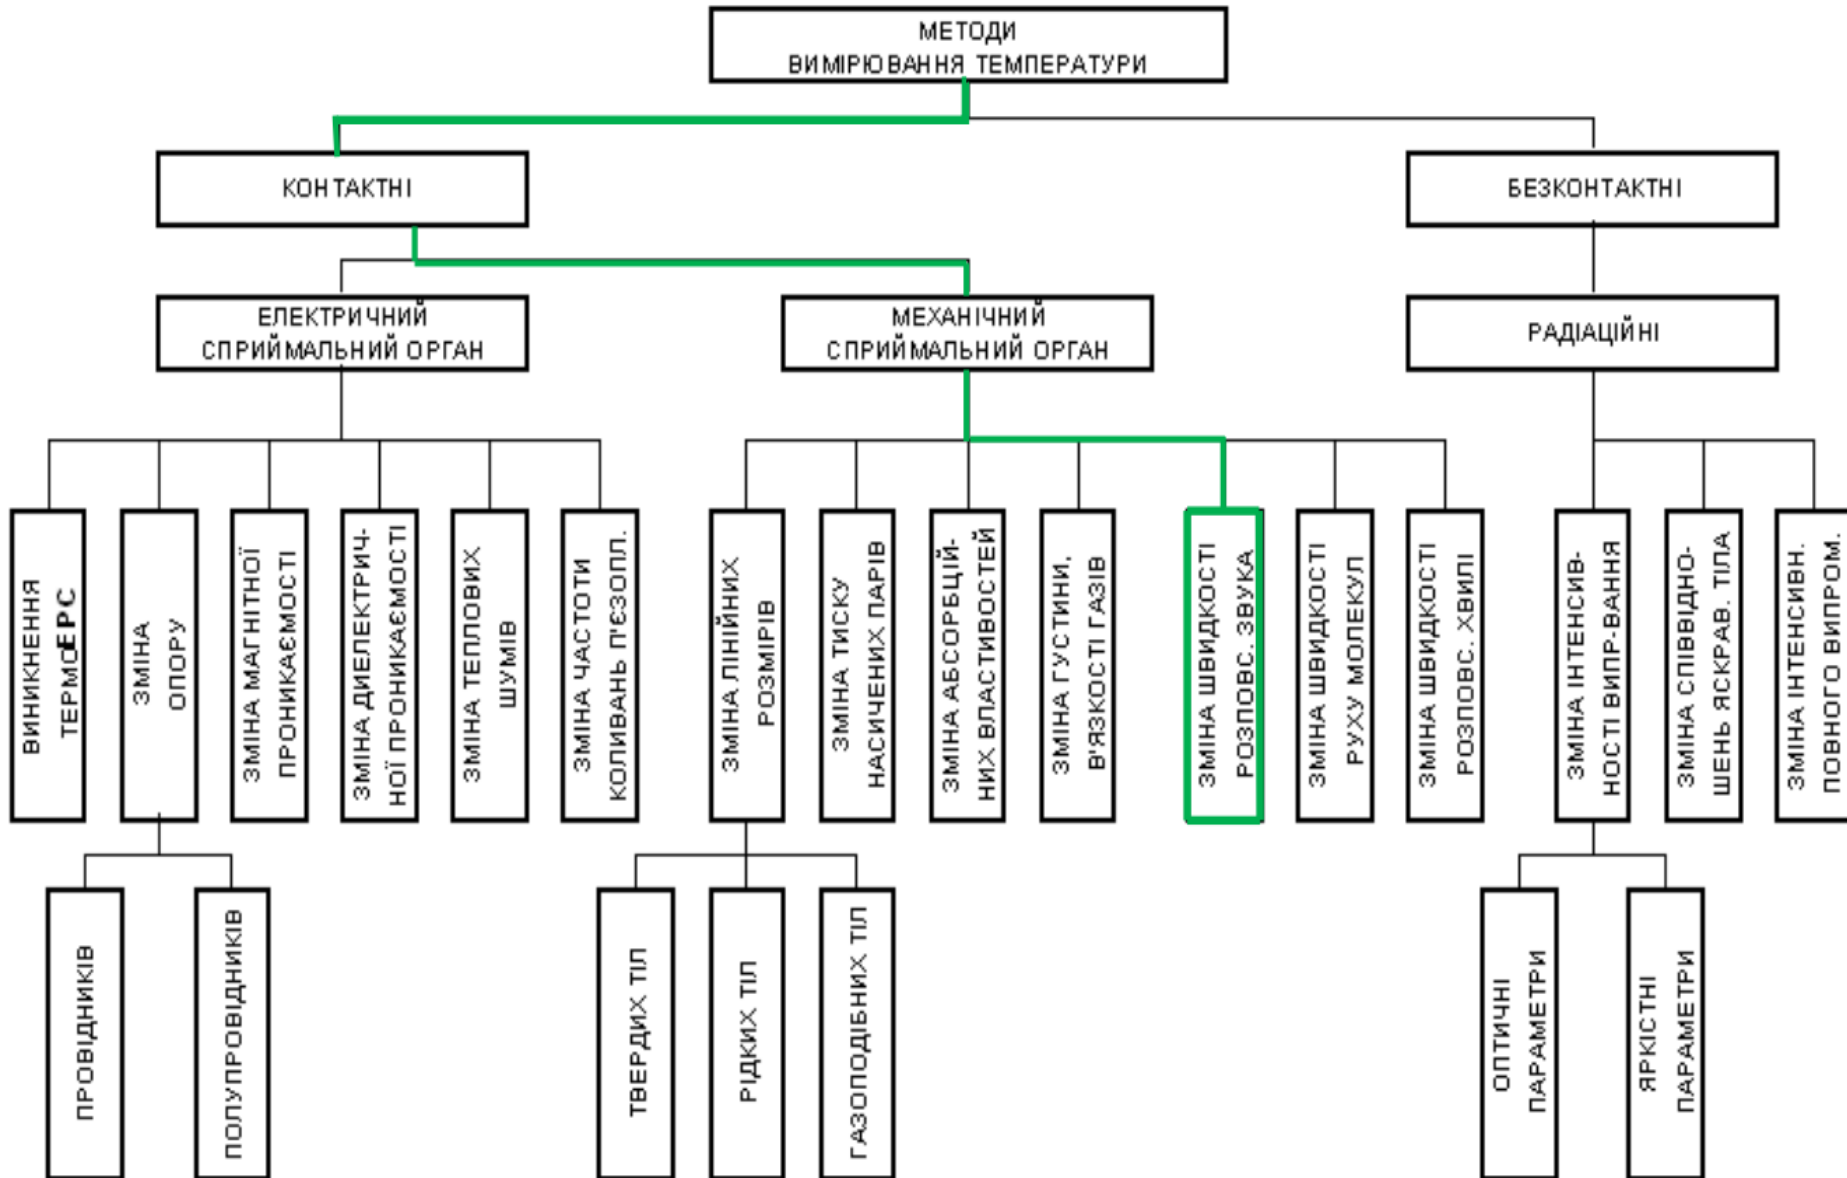 МЕТОДИ
ВИМІРЮВАННЯ ТЕМПЕРАТУРИ
КОНТАКТНІ
БЕЗКОНТАКТНІ
ЕЛЕКТРИЧНИЙ
СПРИЙМАЛЬНИЙ ОРГАН
МЕХАНІЧНИЙ
СПРИЙМАЛЬНИЙ ОРГАН
РАДІАЦІЙНІ
ВИНИКНЕННЯ
ТЕРМОЕРС
ЗМІНА
ОПОРУ
ЗМІНА МАГНІТНОЇ
ПРОНИКАЄМОСТІ
ЗМІНА ДИЕЛЕКТРИЧ-
НОЇ ПРОНИКАЄМОСТІ
ЗМІНА ТЕПЛОВИХ
ШУМІВ
ЗМІНА ЧАСТОТИ
КОЛИВАНЬ П'ЄЗОПЛ.
ЗМІНА ЛІНІЙНИХ
РОЗМІРІВ
ЗМІНА ТИСКУ
НАСИЧЕНИХ ПАРІВ
ЗМІНА АБСОРБЦІЙ-
НИХ ВЛАСТИВОСТЕЙ
ЗМІНА ГУСТИНИ,
В'ЯЗКОСТІ ГАЗІВ
ЗМІНА ШВИДКОСТІ
РОЗПОВС. ЗВУКА
ЗМІНА ШВИДКОСТІ
РУХУ МОЛЕКУЛ
ЗМІНА ШВИДКОСТІ
РОЗПОВС. ХВИЛІ
ЗМІНА ІНТЕНСИВ-
НОСТІ ВИПР-ВАННЯ
ЗМІНА СПІВВІДНО-
ШЕНЬ ЯСКРАВ. ТІЛА
ЗМІНА ІНТЕНСИВН.
ПОВНОГО ВИПРОМ.
ПРОВІДНИКІВ
ПОЛУПРОВІДНИКІВ
ТВЕРДИХ ТІЛ
РІДКИХ ТІЛ
ГАЗОПОДІБНИХ ТІЛ
ОПТИЧНІ
ПАРАМЕТРИ
ЯРКІСТНІ
ПАРАМЕТРИ